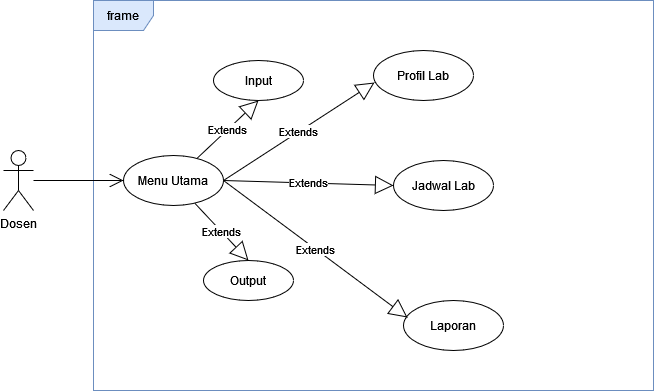 frame
Input
Profil Lab
Extends
Extends
Menu Utama
Extends
Jadwal Lab
Dosen
Extends
Extends
Output
Laporan